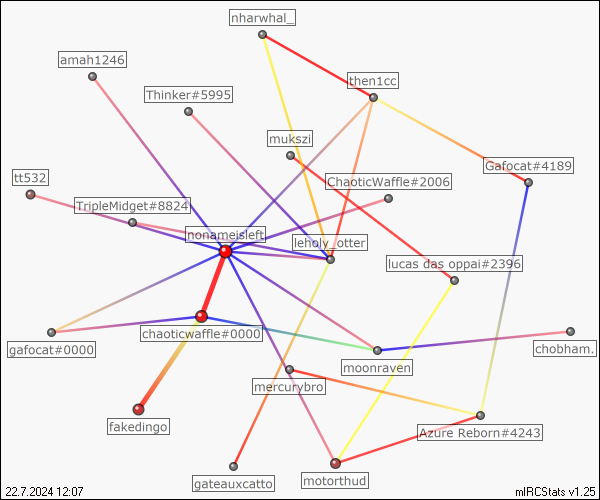 nharwhal_
amah1246
then1cc
Thinker#5995
mukszi
Gafocat#4189
tt532
ChaoticWaffle#2006
TripleMidget#8824
nonameisleft
leholy_otter
lucas das oppai#2396
chaoticwaffle#0000
gafocat#0000
moonraven
chobham.
mercurybro
fakedingo
Azure Reborn#4243
gateauxcatto
motorthud
22.7.2024 12:07
mIRCStats v1.25